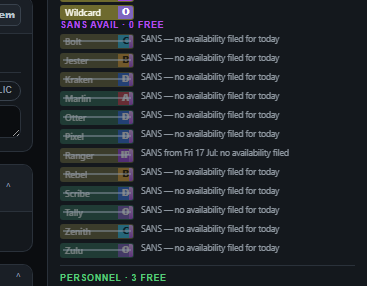 Wildcard O
SANS AVAIL · 0 FREE
em
Bolt C SANS — no availability filed for today
Jester B SANS — no availability filed for today
Kraken D SANS — no availability filed for today
LIC
Marlin A SANS — no availability filed for today
Otter D SANS — no availability filed for today
Pixel D SANS — no availability filed for today
Ranger SANS from Fri 17 Jul: no availability filed
Rebel B SANS — no availability filed for today
Scribe D SANS — no availability filed for today
Tally O SANS — no availability filed for today
Zenith C SANS — no availability filed for today
Zulu O SANS — no availability filed for today
PERSONNEL · 3 FREE